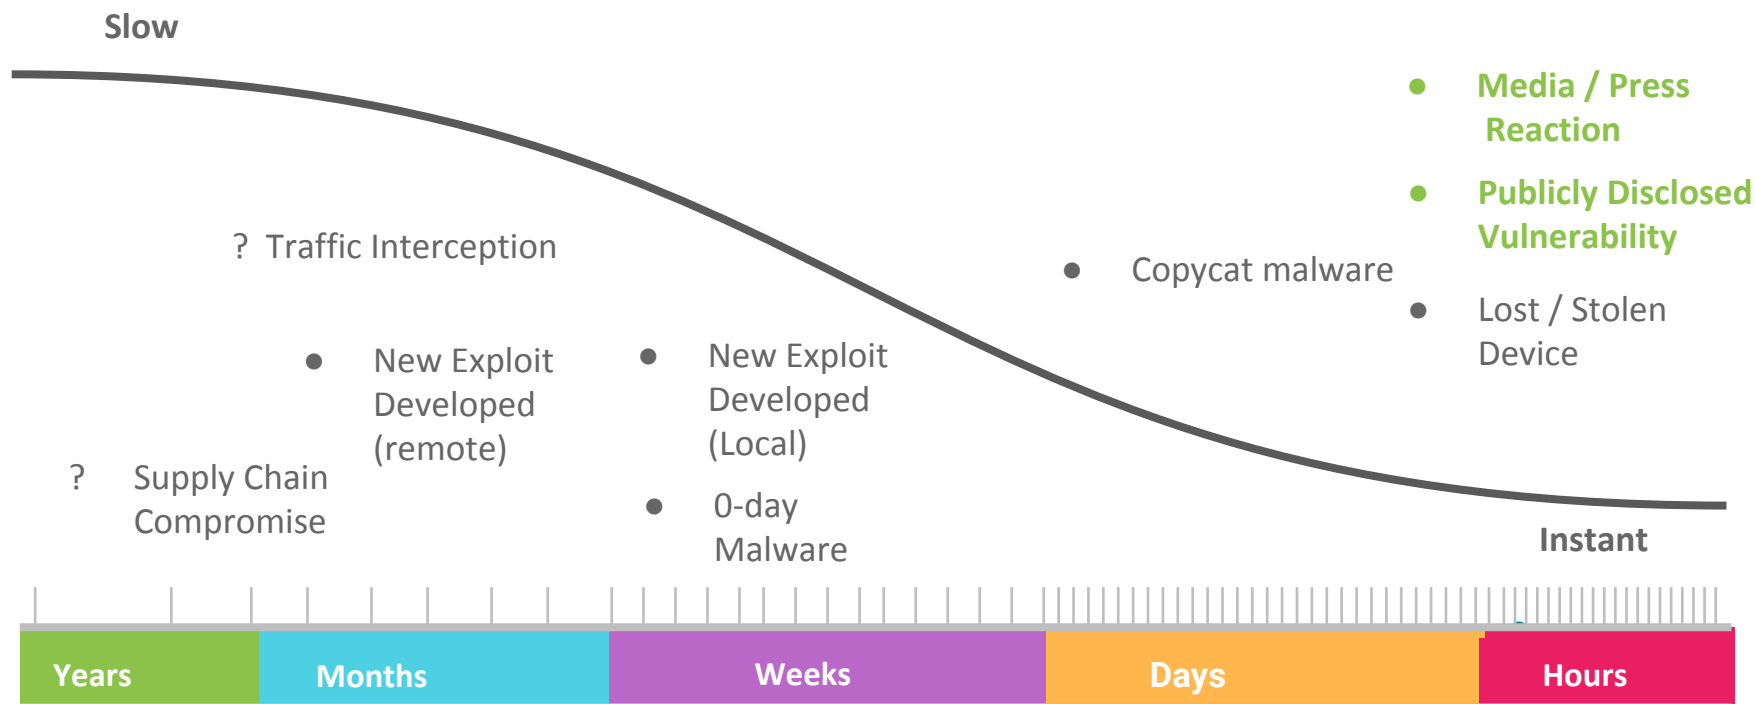 Slow
● Media / Press
Reaction
● Publicly Disclosed
Vulnerability
? Traffic Interception
● Copycat malware
● Lost / Stolen
Device
● New Exploit
Developed
(remote)
● New Exploit
Developed
(Local)
? Supply Chain
Compromise
● 0-day
Malware
Instant
Years
Months
Weeks
Days
Hours